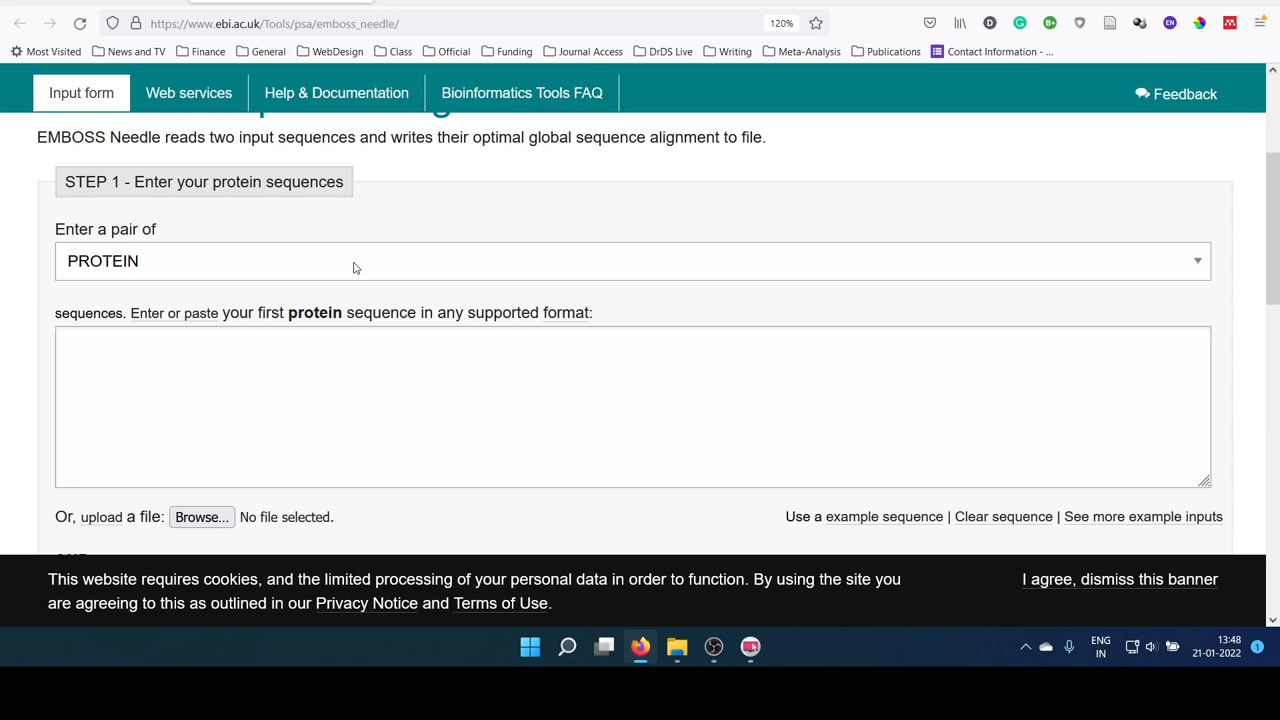 https://www.ebi.ac.uk/Tools/psa/emboss_needle/
120%
Most Visited
News and TV
Finance
General
WebDesign
Class
Official
Funding
Journal Access
DrDS Live
Writing
Meta-Analysis
Publications
Contact Information - ...
Input form
Web services
Help & Documentation
Bioinformatics Tools FAQ
Feedback
EMBOSS Needle reads two input sequences and writes their optimal global sequence alignment to file.
STEP 1 - Enter your protein sequences
Enter a pair of
PROTEIN
sequences. Enter or paste your first protein sequence in any supported format:
Or, upload a file: Browse... No file selected.
Use a example sequence | Clear sequence | See more example inputs
This website requires cookies, and the limited processing of your personal data in order to function. By using the site you
are agreeing to this as outlined in our Privacy Notice and Terms of Use.
I agree, dismiss this banner
ENG
IN
13:48
21-01-2022
1